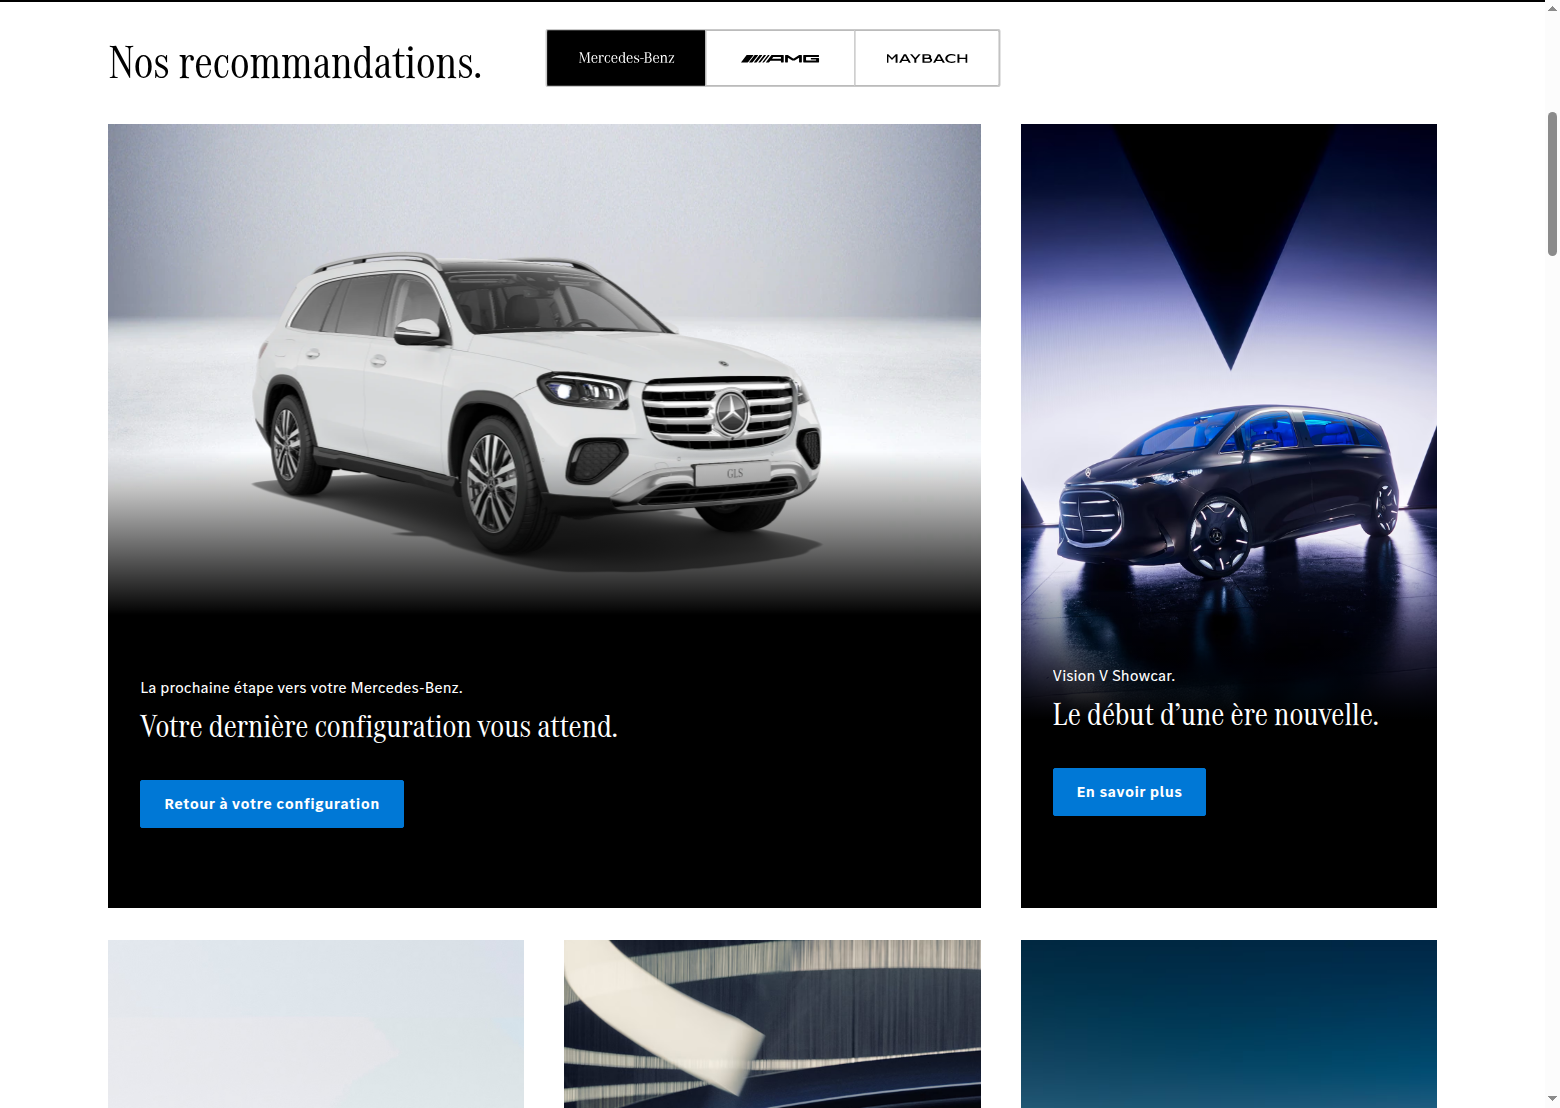 Nos recommandations.
Mercedes-Benz
AMG
MAYBACH
GLS
La prochaine étape vers votre Mercedes-Benz.
Votre dernière configuration vous attend.
Retour à votre configuration
Vision V Showcar.
Le début d’une ère nouvelle.
En savoir plus